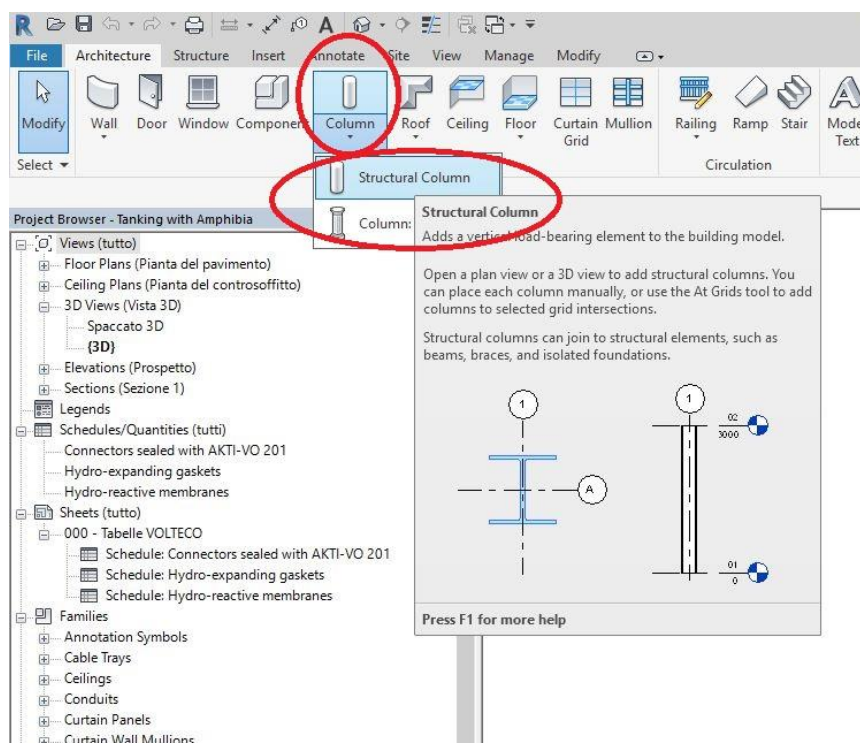 File Architecture Structure Insert Annotate Site View Manage Modify
Modify Wall Door Window Component Column Roof Ceiling Floor Curtain Grid Mullion Railing Ramp Stair Model Text
Select Circulation
Structural Column
Column:
Project Browser - Tanking with Amphibia
Views (tutto)
Floor Plans (Pianta del pavimento)
Ceiling Plans (Pianta del controsoffitto)
3D Views (Vista 3D)
Spaccato 3D
{3D}
Elevations (Prospetto)
Sections (Sezione 1)
Legends
Schedules/Quantities (tutti)
Connectors sealed with AKTI-VO 201
Hydro-expanding gaskets
Hydro-reactive membranes
Sheets (tutto)
000 - Tabelle VOLTECO
Schedule: Connectors sealed with AKTI-VO 201
Schedule: Hydro-expanding gaskets
Schedule: Hydro-reactive membranes
Families
Annotation Symbols
Cable Trays
Ceilings
Conduits
Curtain Panels
Curtain Wall Mullions
Structural Column
Adds a vertical load-bearing element to the building model.
Open a plan view or a 3D view to add structural columns. You
can place each column manually, or use the At Grids tool to add
columns to selected grid intersections.
Structural columns can join to structural elements, such as
beams, braces, and isolated foundations.
1
A
1
02
3000
01
0
Press F1 for more help